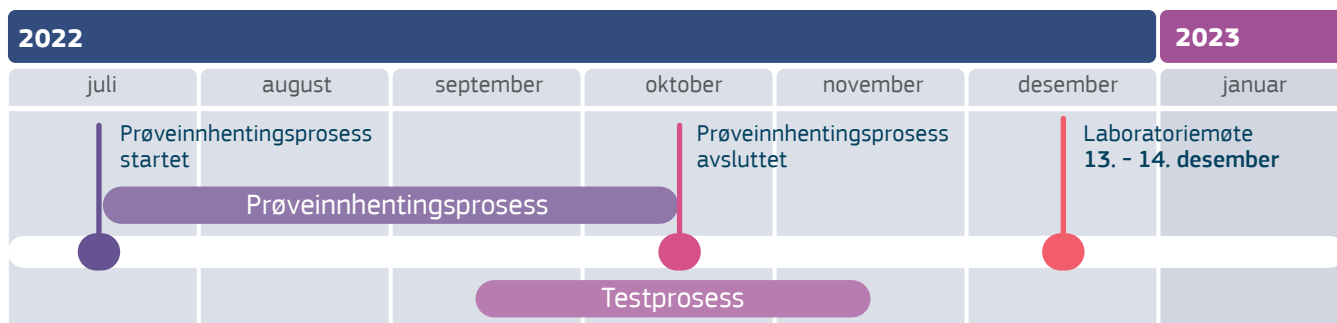 2022
2023
juli
august
september
oktober
november
desember
januar
Prøveinnhentingsprosess
startet
Prøveinnhentingsprosess
avsluttet
Laboratoriemøte
13. - 14. desember
Prøveinnhentingsprosess
Testprosess